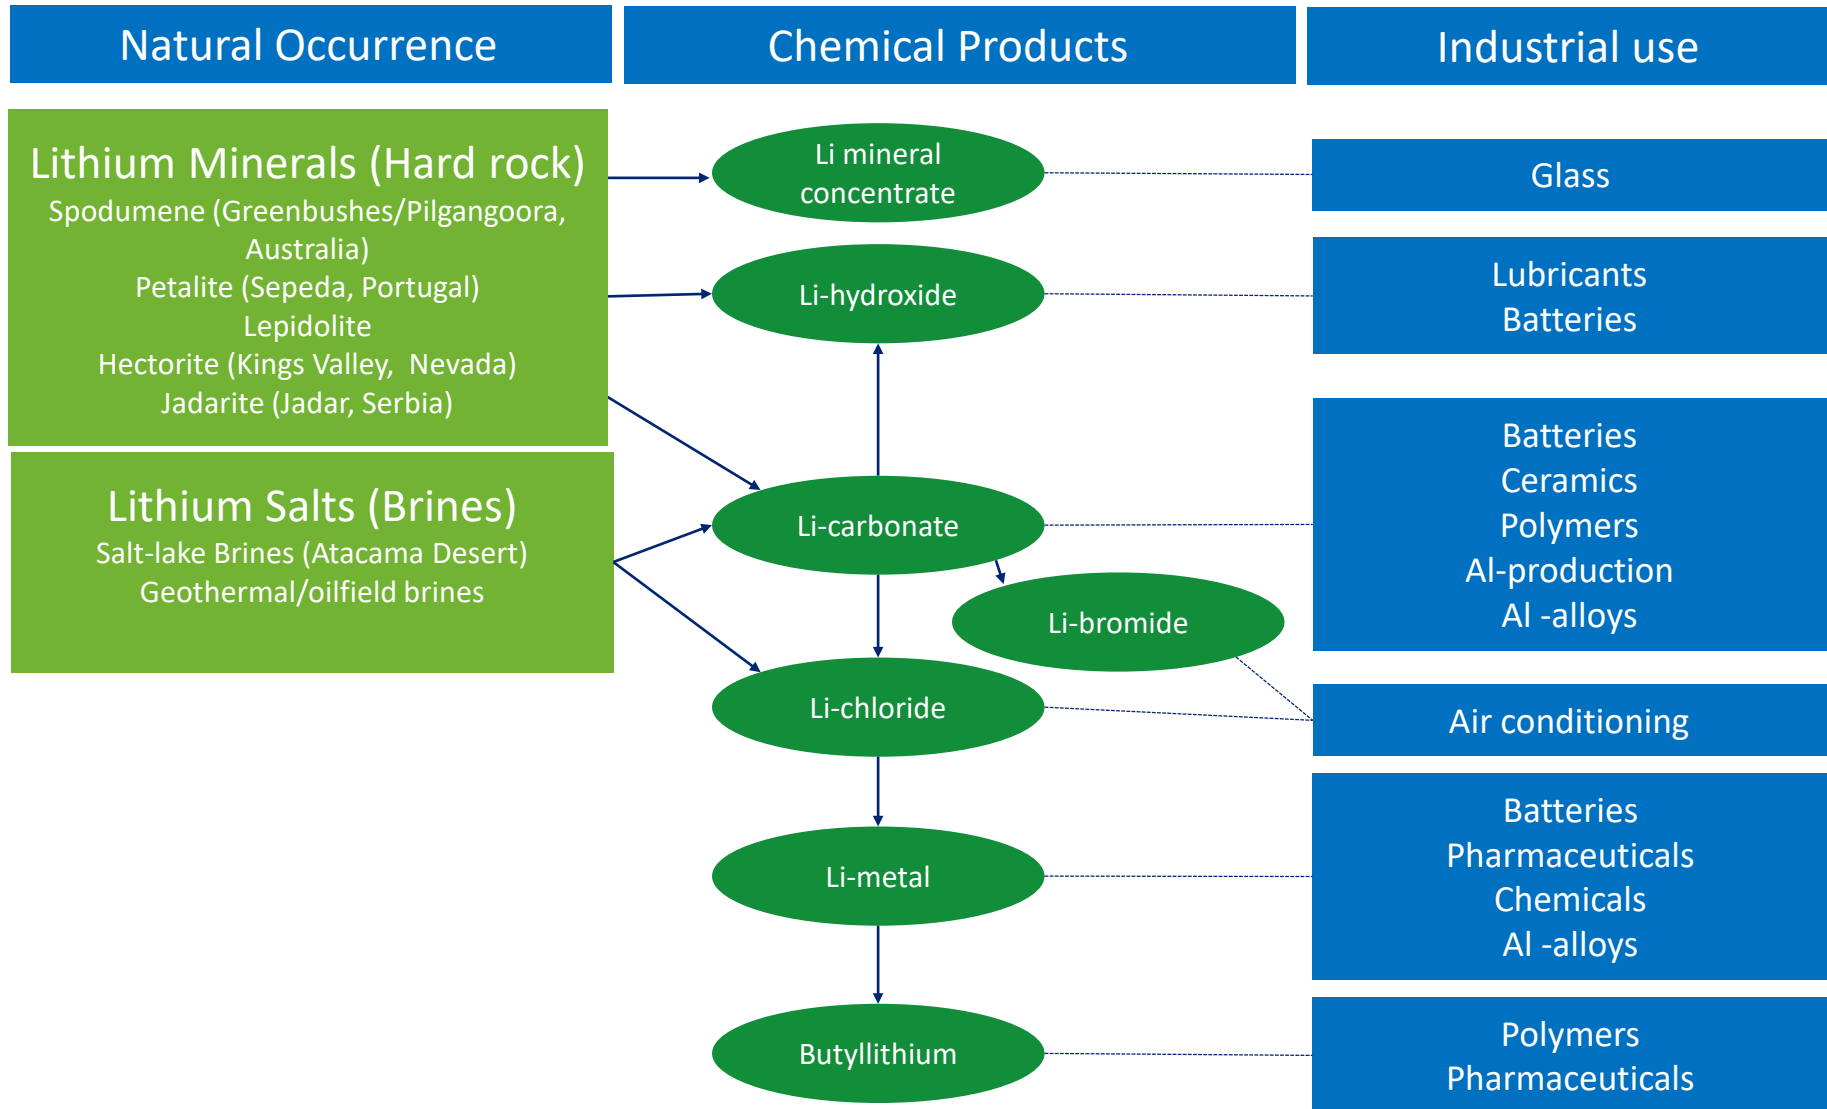 Natural Occurrence
Chemical Products
Industrial use
Lithium Minerals (Hard rock)
Spodumene (Greenbushes/Pilgangoora,
Australia)
Petalite (Sepeda, Portugal)
Lepidolite
Hectorite (Kings Valley,  Nevada)
Jadarite (Jadar, Serbia)
Lithium Salts (Brines)
Salt-lake Brines (Atacama Desert)
Geothermal/oilfield brines
Li mineral
concentrate
Li-hydroxide
Li-carbonate
Li-bromide
Li-chloride
Li-metal
Butyllithium
Glass
Lubricants
Batteries
Batteries
Ceramics
Polymers
Al-production
Al -alloys
Air conditioning
Batteries
Pharmaceuticals
Chemicals
Al -alloys
Polymers
Pharmaceuticals